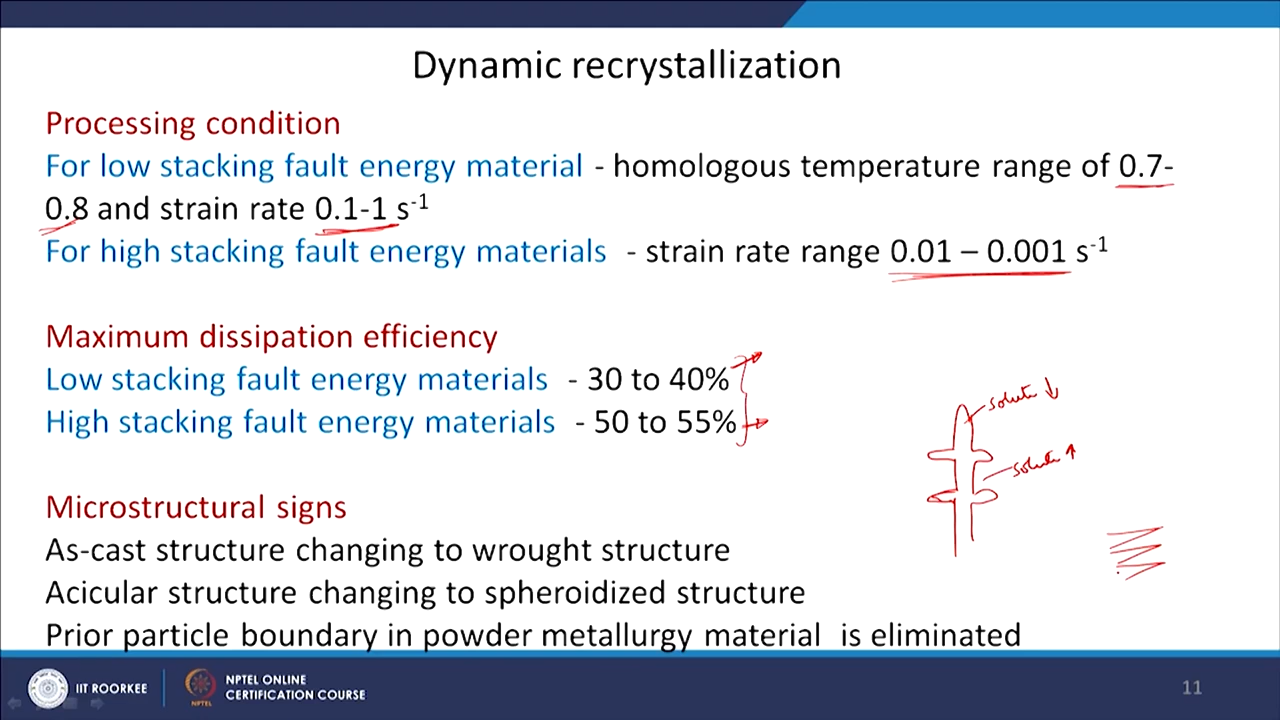 Dynamic recrystallization
Processing condition
For low stacking fault energy material - homologous temperature range of 0.7-
0.8 and strain rate 0.1-1 s-1
For high stacking fault energy materials - strain rate range 0.01 – 0.001 s-1
Maximum dissipation efficiency
Low stacking fault energy materials - 30 to 40%
High stacking fault energy materials - 50 to 55%
solute ↓
solute ↑
Microstructural signs
As-cast structure changing to wrought structure
Acicular structure changing to spheroidized structure
Prior particle boundary in powder metallurgy material is eliminated
IIT ROORKEE
NPTEL ONLINE
CERTIFICATION COURSE
NPTEL
11